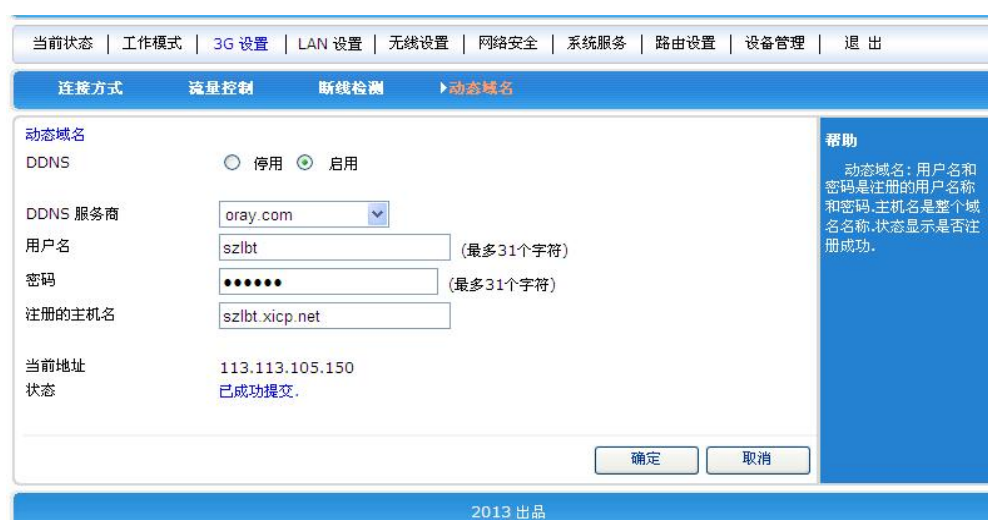 当前状态 | 工作模式 | 3G 设置 | LAN 设置 | 无线设置 | 网络安全 | 系统服务 | 路由设置 | 设备管理 | 退 出
连接方式 流量控制 断线检测 动态域名
动态域名
DDNS 停用 启用
DDNS 服务商 oray.com
用户名 szlbt (最多31个字符)
密码 ●●●●●● (最多31个字符)
注册的主机名 szlbt.xicp.net
当前地址 113.113.105.150
状态 已成功提交.
确定 取消
帮助
动态域名: 用户名和
密码是注册的用户名称
和密码.主机名是整个域
名名称.状态显示是否注
册成功.
2013 出品